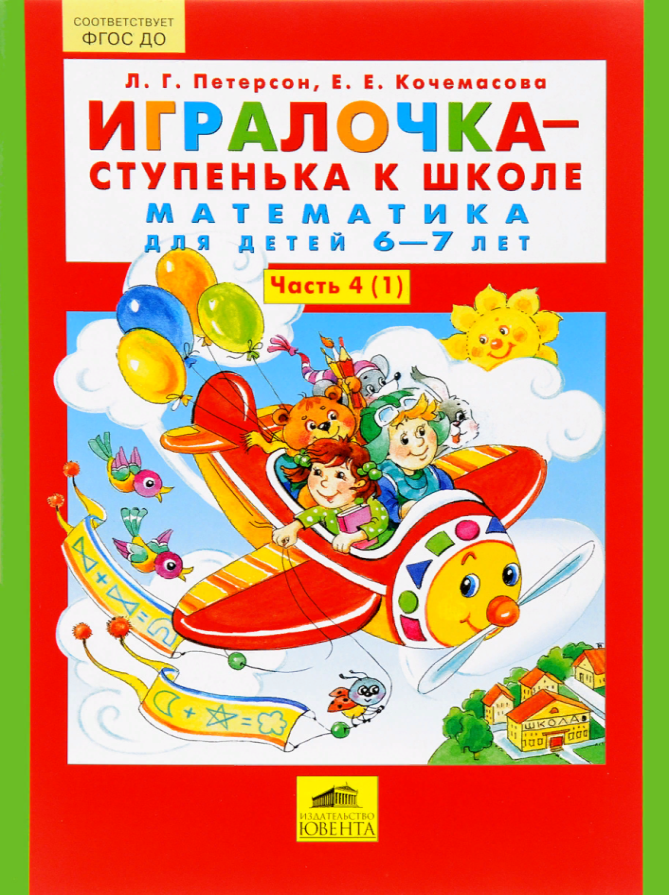 СООТВЕТСТВУЕТ
ФГОС ДО
Л. Г. Петерсон, Е. Е. Кочемасова
ИГРАЛОЧКА–
СТУПЕНЬКА К ШКОЛЕ
МАТЕМАТИКА
ДЛЯ ДЕТЕЙ 6–7 ЛЕТ
Часть 4 (1)
ШКОЛА
ИЗДАТЕЛЬСТВО
ЮВЕНТА